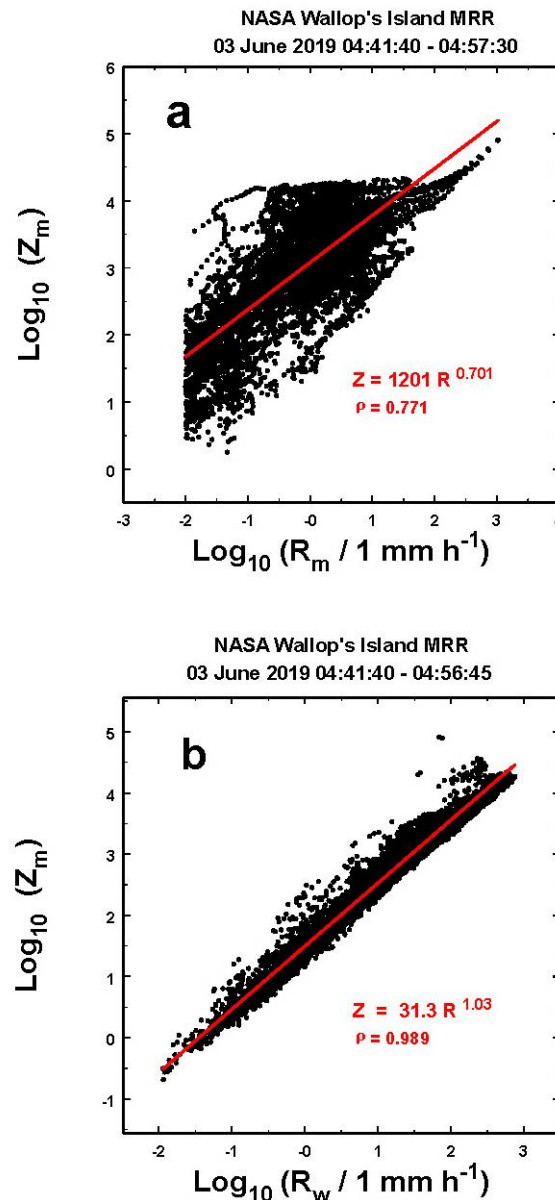 NASA Wallop's Island MRR
03 June 2019 04:41:40 - 04:57:30
6
a
5
4
3
2
1
0
Log10 (Zm)
Z = 1201 R 0.701
ρ = 0.771
-3 -2 -1 -0 1 2 3
Log10 (Rm / 1 mm h-1)
NASA Wallop's Island MRR
03 June 2019 04:41:40 - 04:56:45
b
5
4
3
2
1
0
-1
Log10 (Zm)
Z = 31.3 R 1.03
ρ = 0.989
-2 -1 -0 1 2 3
Log10 (Rw / 1 mm h-1)